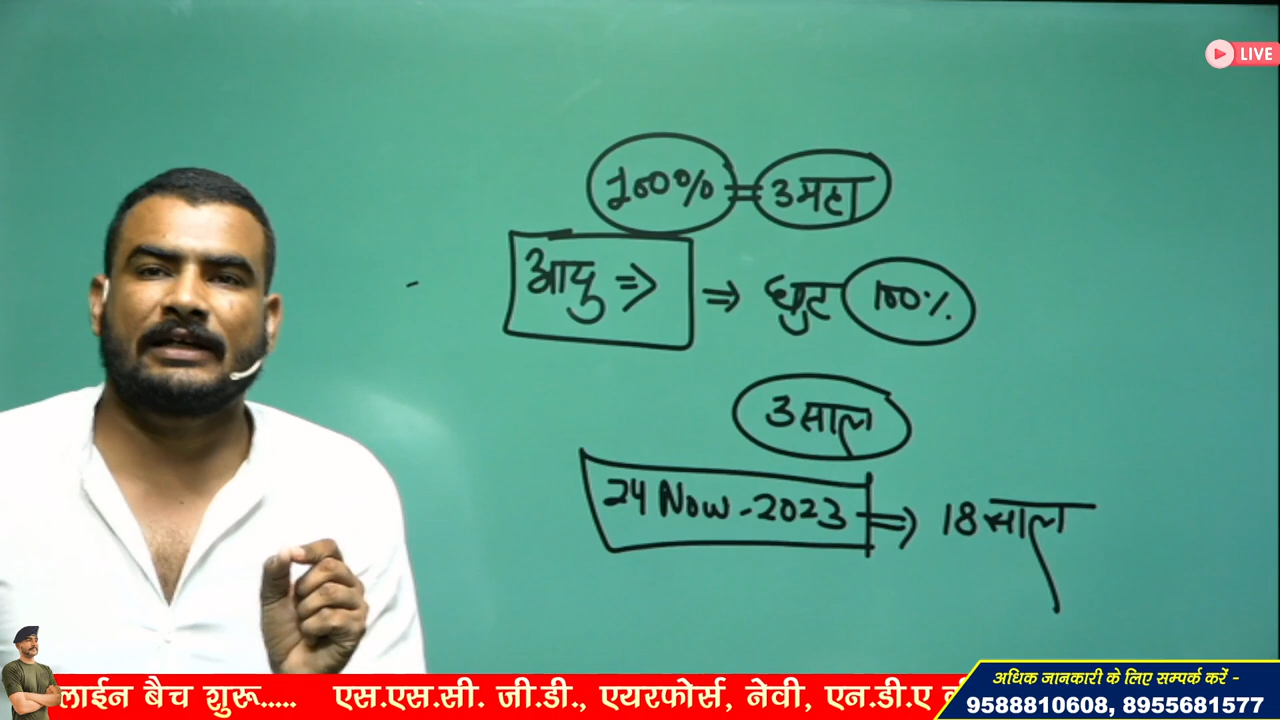 LIVE
100% = 3 महा
आयु => => छुट 100%
3 साल
24 Now - 2023 => 18 साल
लाईन बैच शुरू..... एस.एस.सी. जी.डी., एयरफोर्स, नेवी, एन.डी.ए
अधिक जानकारी के लिए सम्पर्क करें -
9588810608, 8955681577